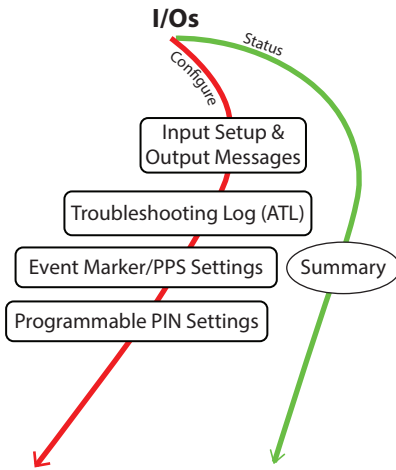 I/Os
Configure
Status
Input Setup &
Output Messages
Troubleshooting Log (ATL)
Event Marker/PPS Settings
Summary
Programmable PIN Settings